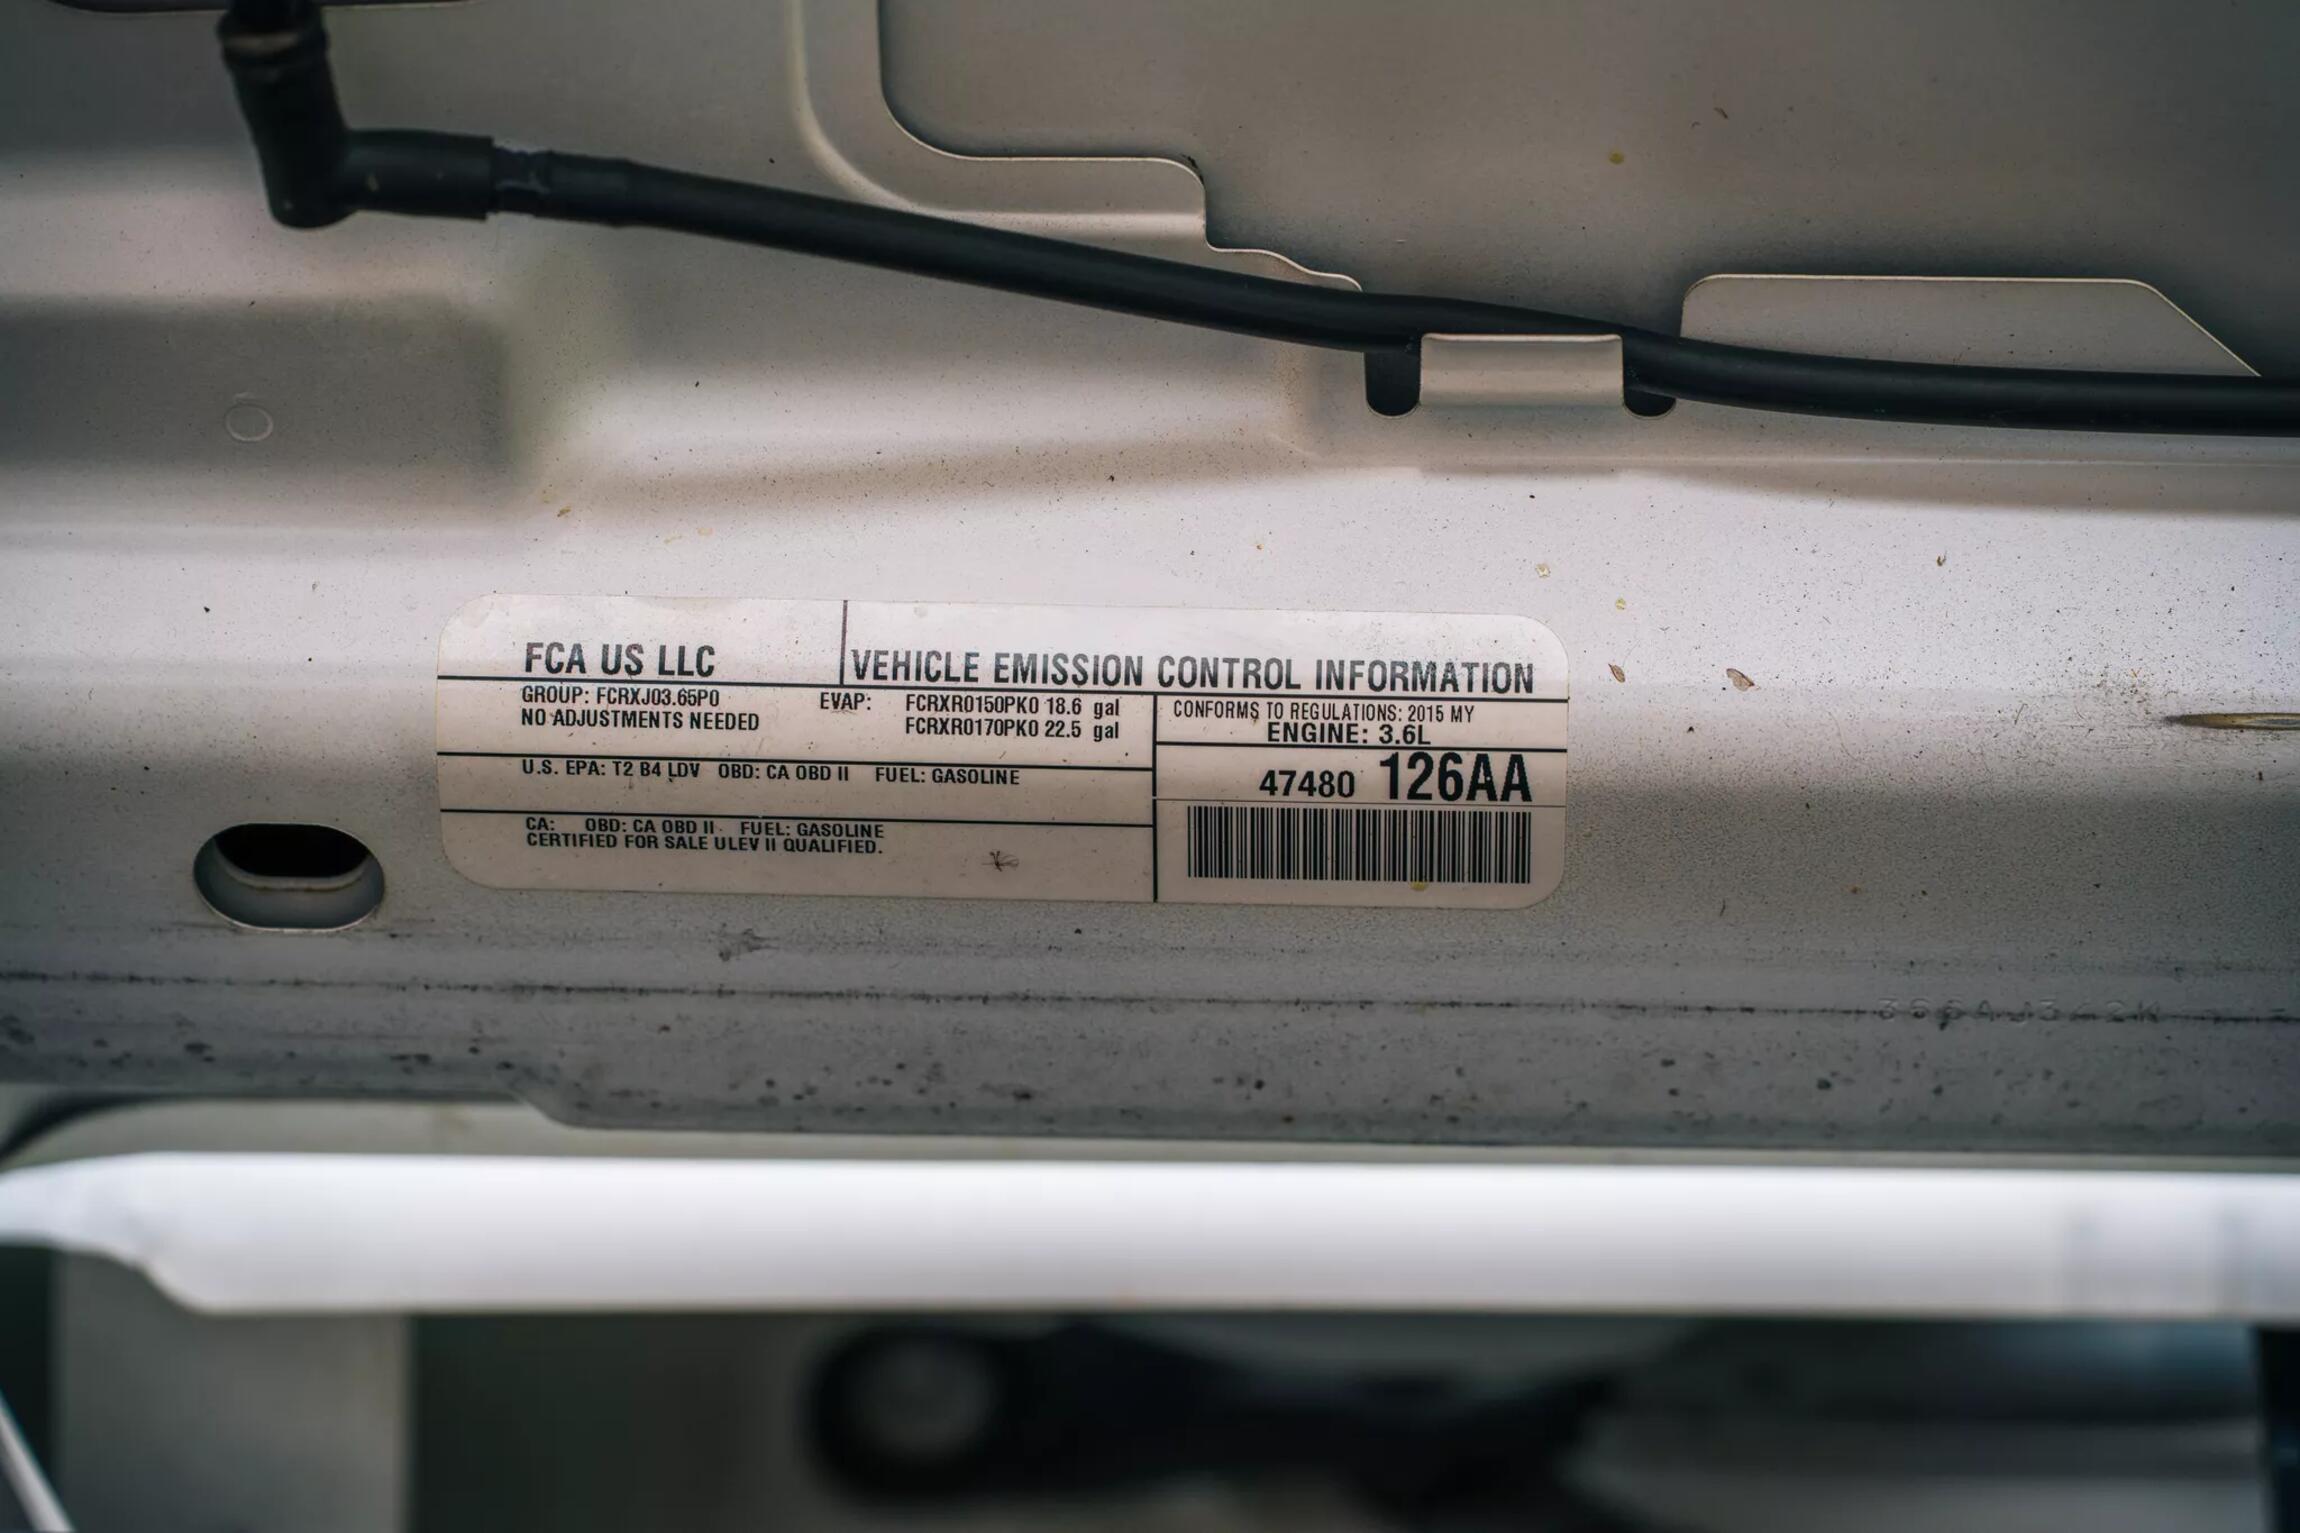 FCA US LLC
VEHICLE EMISSION CONTROL INFORMATION
GROUP: FCRXJ03.65P0
NO ADJUSTMENTS NEEDED
EVAP: FCRXR0150PK0 18.6 gal
FCRXR0170PK0 22.5 gal
CONFORMS TO REGULATIONS: 2015 MY
ENGINE: 3.6L
U.S. EPA: T2 B4 LDV OBD: CA OBD II FUEL: GASOLINE
47480 126AA
CA: OBD: CA OBD II FUEL: GASOLINE
CERTIFIED FOR SALE ULEV II QUALIFIED.